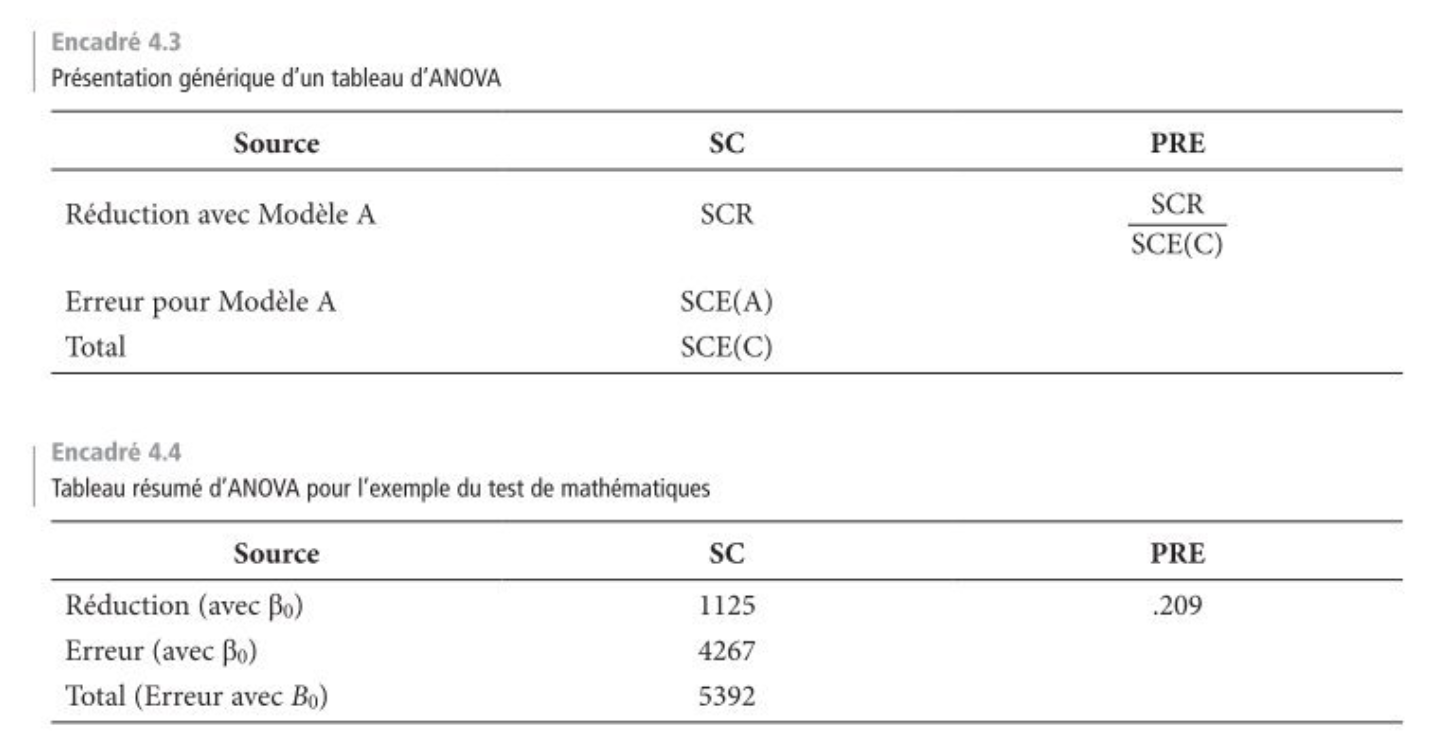 Encadré 4.3
Présentation générique d'un tableau d'ANOVA
Source SC PRE
Réduction avec Modèle A SCR SCR
SCE(C)
Erreur pour Modèle A SCE(A)
Total SCE(C)
Encadré 4.4
Tableau résumé d'ANOVA pour l'exemple du test de mathématiques
Source SC PRE
Réduction (avec β₀) 1125 .209
Erreur (avec β₀) 4267
Total (Erreur avec B₀) 5392